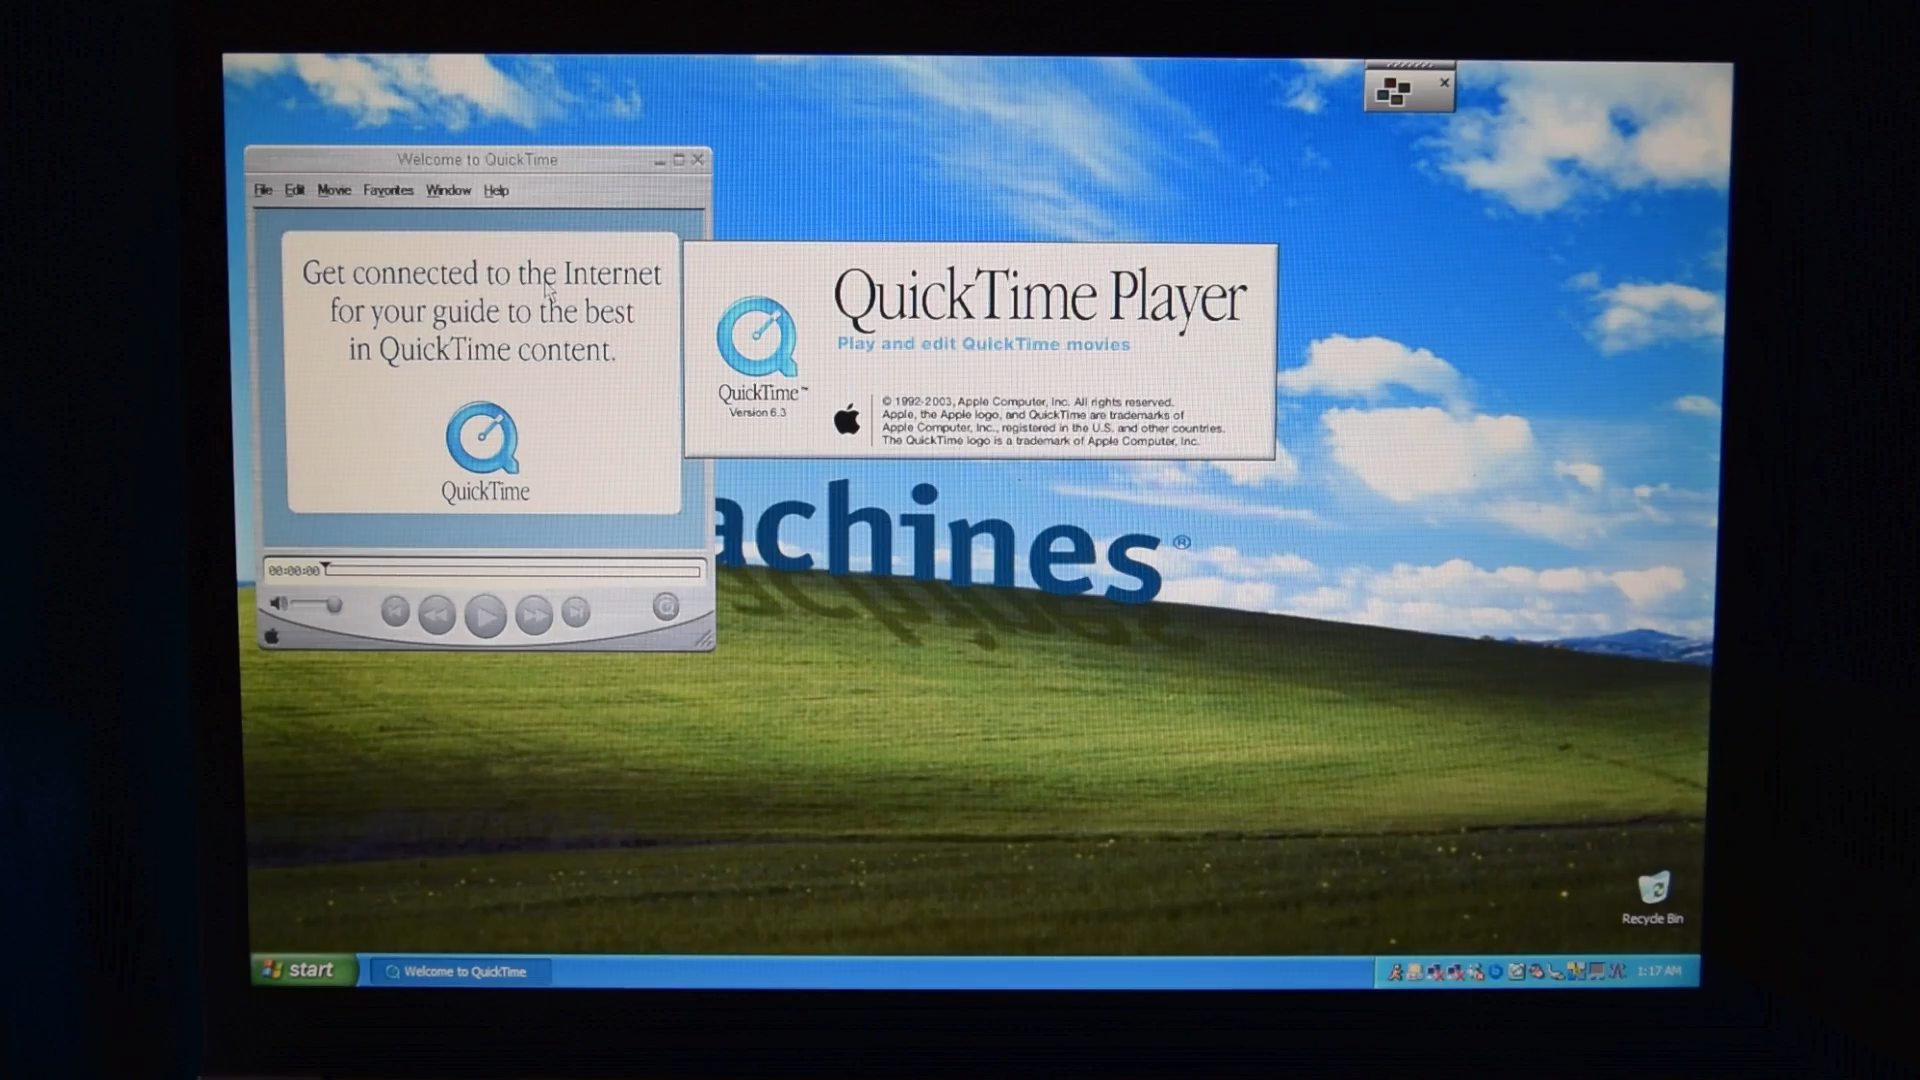 Welcome to QuickTime
File Edit Movie Favorites Window Help
Get connected to the Internet
for your guide to the best
in QuickTime content.
QuickTime
00:00:00
QuickTime Player
Play and edit QuickTime movies
QuickTime™
Version 6.3
© 1992-2003, Apple Computer, Inc. All rights reserved.
Apple, the Apple logo, and QuickTime are trademarks of
Apple Computer, Inc., registered in the U.S. and other countries.
The QuickTime logo is a trademark of Apple Computer, Inc.
achines®
Recycle Bin
start
Welcome to QuickTime
1:17 AM